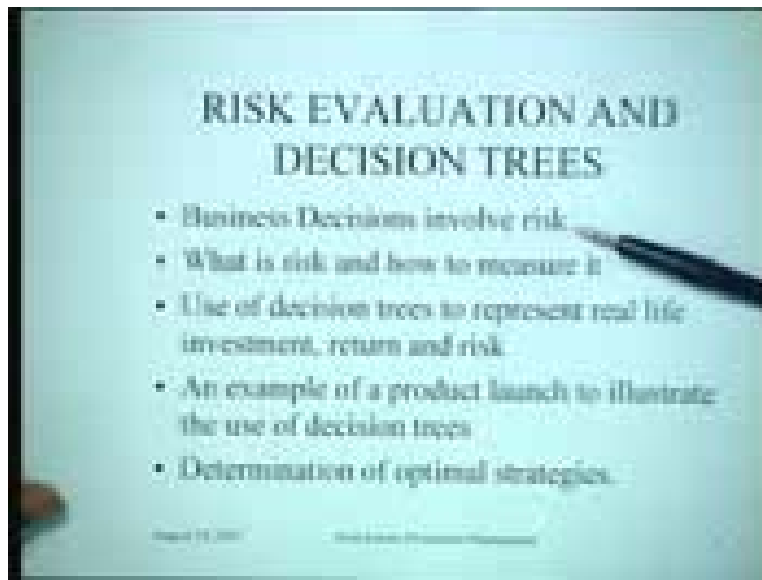 RISK EVALUATION AND
DECISION TREES
• Business Decisions involve risk
• What is risk and how to measure it
• Use of decision trees to represent real life
investment, return and risk
• An example of a product launch to illustrate
the use of decision trees
• Determination of optimal strategies.